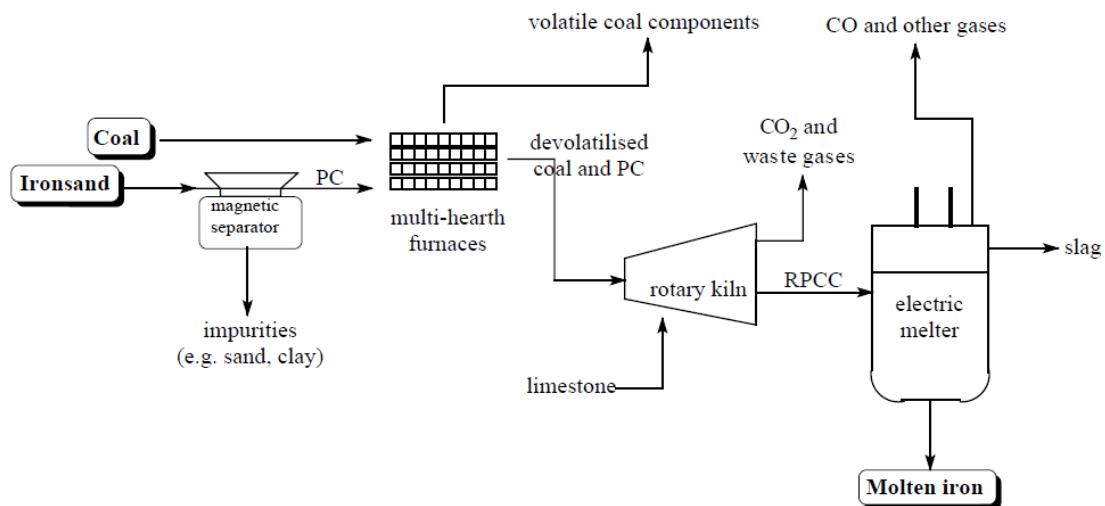 volatile coal components
CO and other gases
Coal
Ironsand
PC
magnetic
separator
devolatilised
coal and PC
CO₂ and
waste gases
multi-hearth
furnaces
impurities
(e.g. sand, clay)
rotary kiln
RPCC
limestone
slag
electric
melter
Molten iron